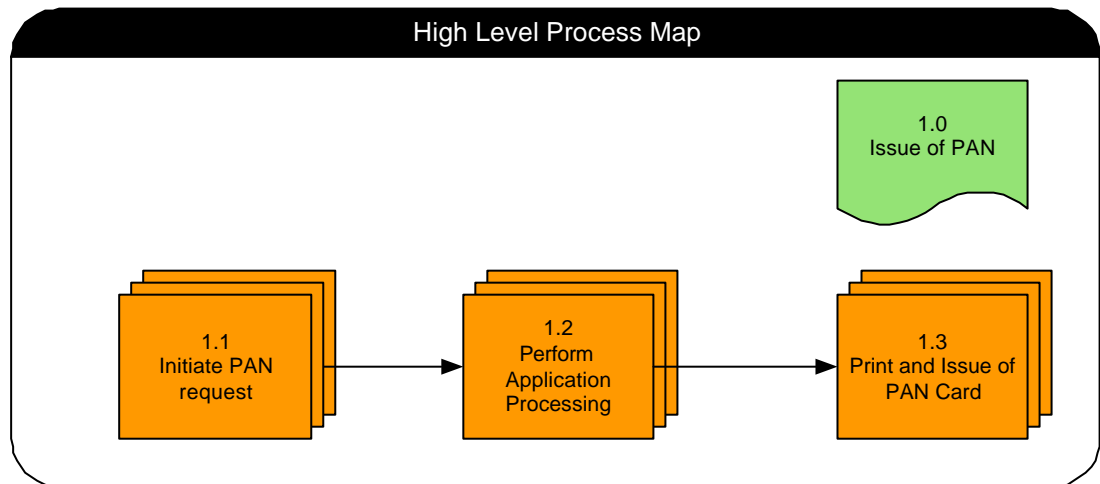 High Level Process Map
1.0
Issue of PAN
1.1
Initiate PAN
request
1.2
Perform
Application
Processing
1.3
Print and Issue of
PAN Card